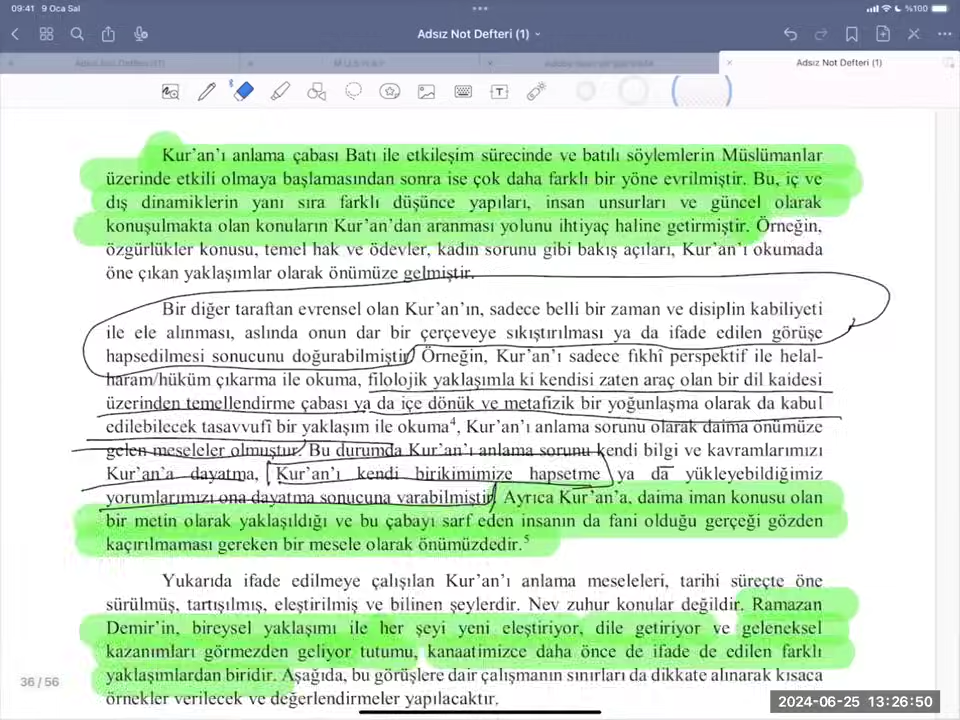 09:41 9 Oca Sal
%100
Adsız Not Defteri (1)
Adsız Not Defteri (1)
Kur’an’ı anlama çabası Batı ile etkileşim sürecinde ve batılı söylemlerin Müslümanlar
üzerinde etkili olmaya başlamasından sonra ise çok daha farklı bir yöne evrilmiştir. Bu, iç ve
dış dinamiklerin yanı sıra farklı düşünce yapıları, insan unsurları ve güncel olarak
konuşulmakta olan konuların Kur’an’dan aranması yolunu ihtiyaç haline getirmiştir. Örneğin,
özgürlükler konusu, temel hak ve ödevler, kadın sorunu gibi bakış açıları, Kur’an’ı okumada
öne çıkan yaklaşımlar olarak önümüze gelmiştir.
Bir diğer taraftan evrensel olan Kur’an’ın, sadece belli bir zaman ve disiplin kabiliyeti
ile ele alınması, aslında onun dar bir çerçeveye sıkıştırılması ya da ifade edilen görüşe
hapsedilmesi sonucunu doğurabilmiştir. Örneğin, Kur’an’ı sadece fıkhî perspektif ile helal-
haram/hüküm çıkarma ile okuma, filolojik yaklaşımla ki kendisi zaten araç olan bir dil kaidesi
üzerinden temellendirme çabası ya da içe dönük ve metafizik bir yoğunlaşma olarak da kabul
edilebilecek tasavvufî bir yaklaşım ile okuma⁴, Kur’an’ı anlama sorunu olarak daima önümüze
gelen meseleler olmuştur. Bu durumda Kur’an’ı anlama sorunu kendi bilgi ve kavramlarımızı
Kur’an’a dayatma, Kur’an’ı kendi birikimimize hapsetme ya da yükleyebildiğimiz
yorumlarımızı ona dayatma sonucuna varabilmiştir. Ayrıca Kur’an’a, daima iman konusu olan
bir metin olarak yaklaşıldığı ve bu çabayı sarf eden insanın da fani olduğu gerçeği gözden
kaçırılmaması gereken bir mesele olarak önümüzdedir.⁵
Yukarıda ifade edilmeye çalışılan Kur’an’ı anlama meseleleri, tarihi süreçte öne
sürülmüş, tartışılmış, eleştirilmiş ve bilinen şeylerdir. Nev zuhur konular değildir. Ramazan
Demir’in, bireysel yaklaşımı ile her şeyi yeni eleştiriyor, dile getiriyor ve geleneksel
kazanımları görmezden geliyor tutumu, kanaatimizce daha önce de ifade de edilen farklı
yaklaşımlardan biridir. Aşağıda, bu görüşlere dair çalışmanın sınırları da dikkate alınarak kısaca
örnekler verilecek ve değerlendirmeler yapılacaktır.
36 / 56
2024-06-25 13:26:50